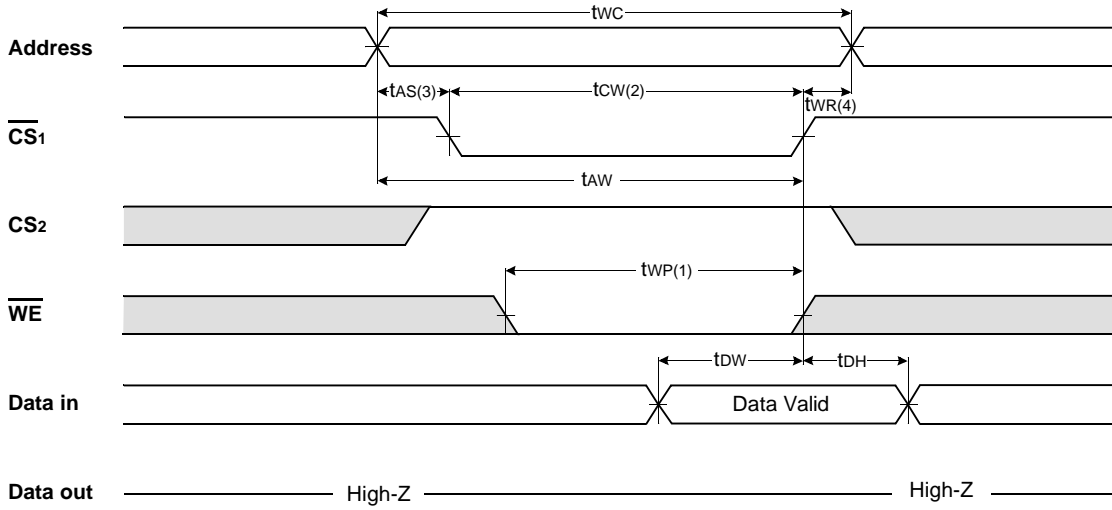 tWC
Address
tAS(3)
tCW(2)
tWR(4)
CS1
tAW
CS2
tWP(1)
WE
tDW
tDH
Data in
Data Valid
Data out
High-Z
High-Z